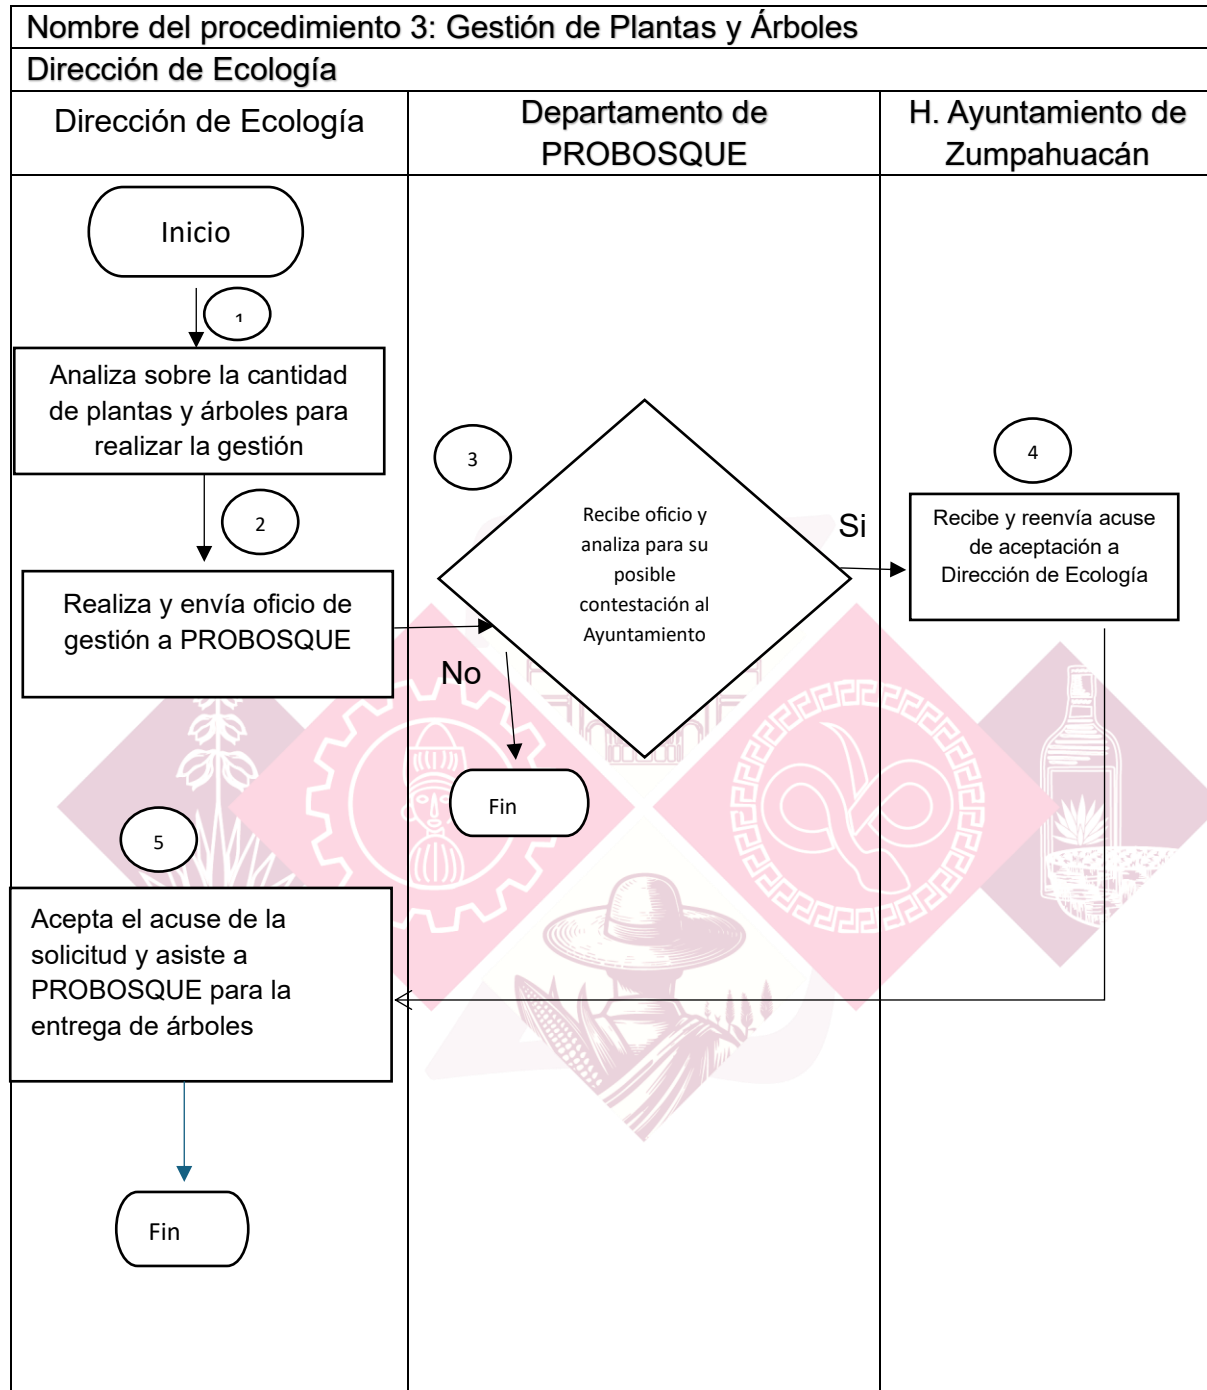 Nombre del procedimiento 3: Gestión de Plantas y Árboles
Dirección de Ecología
Dirección de Ecología
Departamento de
PROBOSQUE
H. Ayuntamiento de
Zumpahuacán
Inicio
1
Analiza sobre la cantidad
de plantas y árboles para
realizar la gestión
2
Realiza y envía oficio de
gestión a PROBOSQUE
3
Recibe oficio y
analiza para su
posible
contestación al
Ayuntamiento
Si
No
Fin
4
Recibe y reenvía acuse
de aceptación a
Dirección de Ecología
5
Acepta el acuse de la
solicitud y asiste a
PROBOSQUE para la
entrega de árboles
Fin